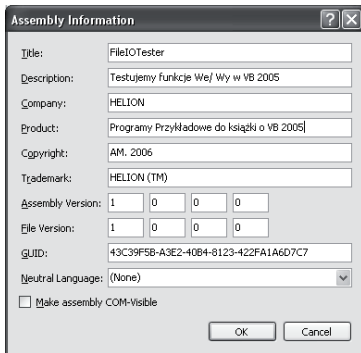 Assembly Information
Title: FileIOTester
Description: Testujemy funkcje We/ Wy w VB 2005
Company: HELION
Product: Programy Przykładowe do książki o VB 2005
Copyright: AM. 2006
Trademark: HELION (TM)
Assembly Version: 1 0 0 0
File Version: 1 0 0 0
GUID: 43C39F5B-A3E2-40B4-8123-422FA1A6D7C7
Neutral Language: (None)
Make assembly COM-Visible
OK Cancel